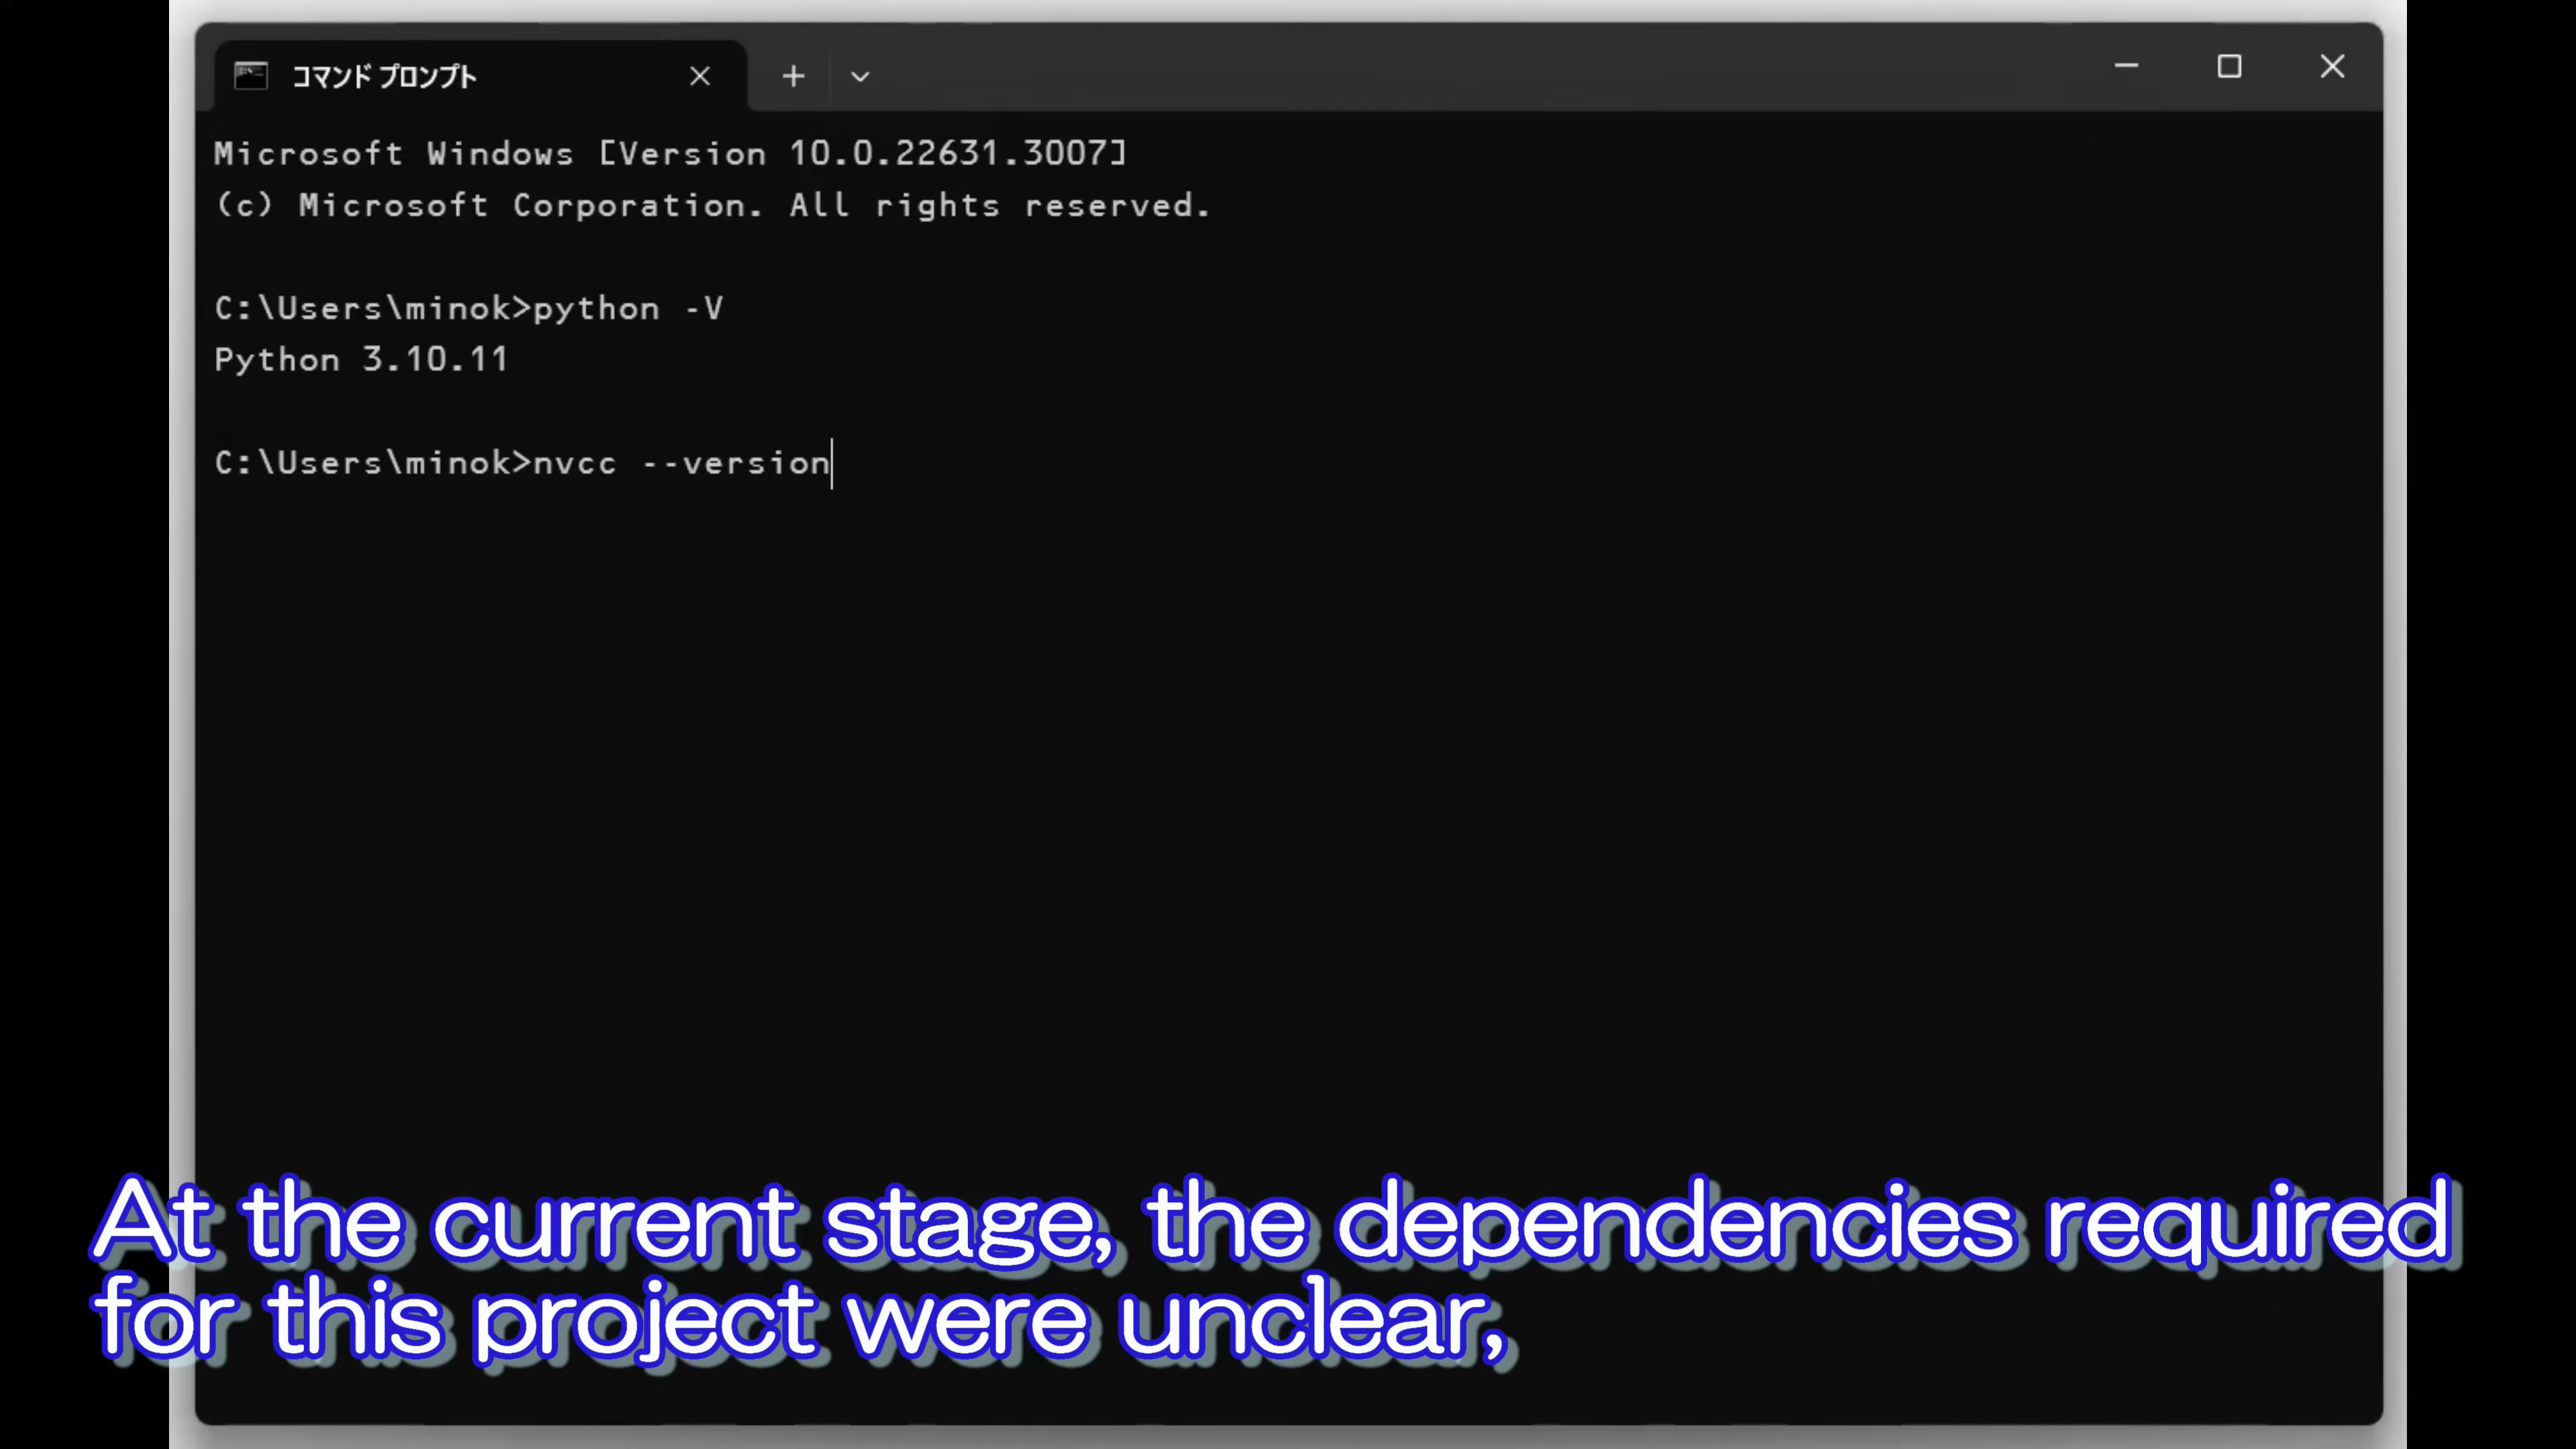 コマンド プロンプト
Microsoft Windows [Version 10.0.22631.3007]
(c) Microsoft Corporation. All rights reserved.
C:\Users\minok>python -V
Python 3.10.11
C:\Users\minok>nvcc --version
At the current stage, the dependencies required
for this project were unclear,